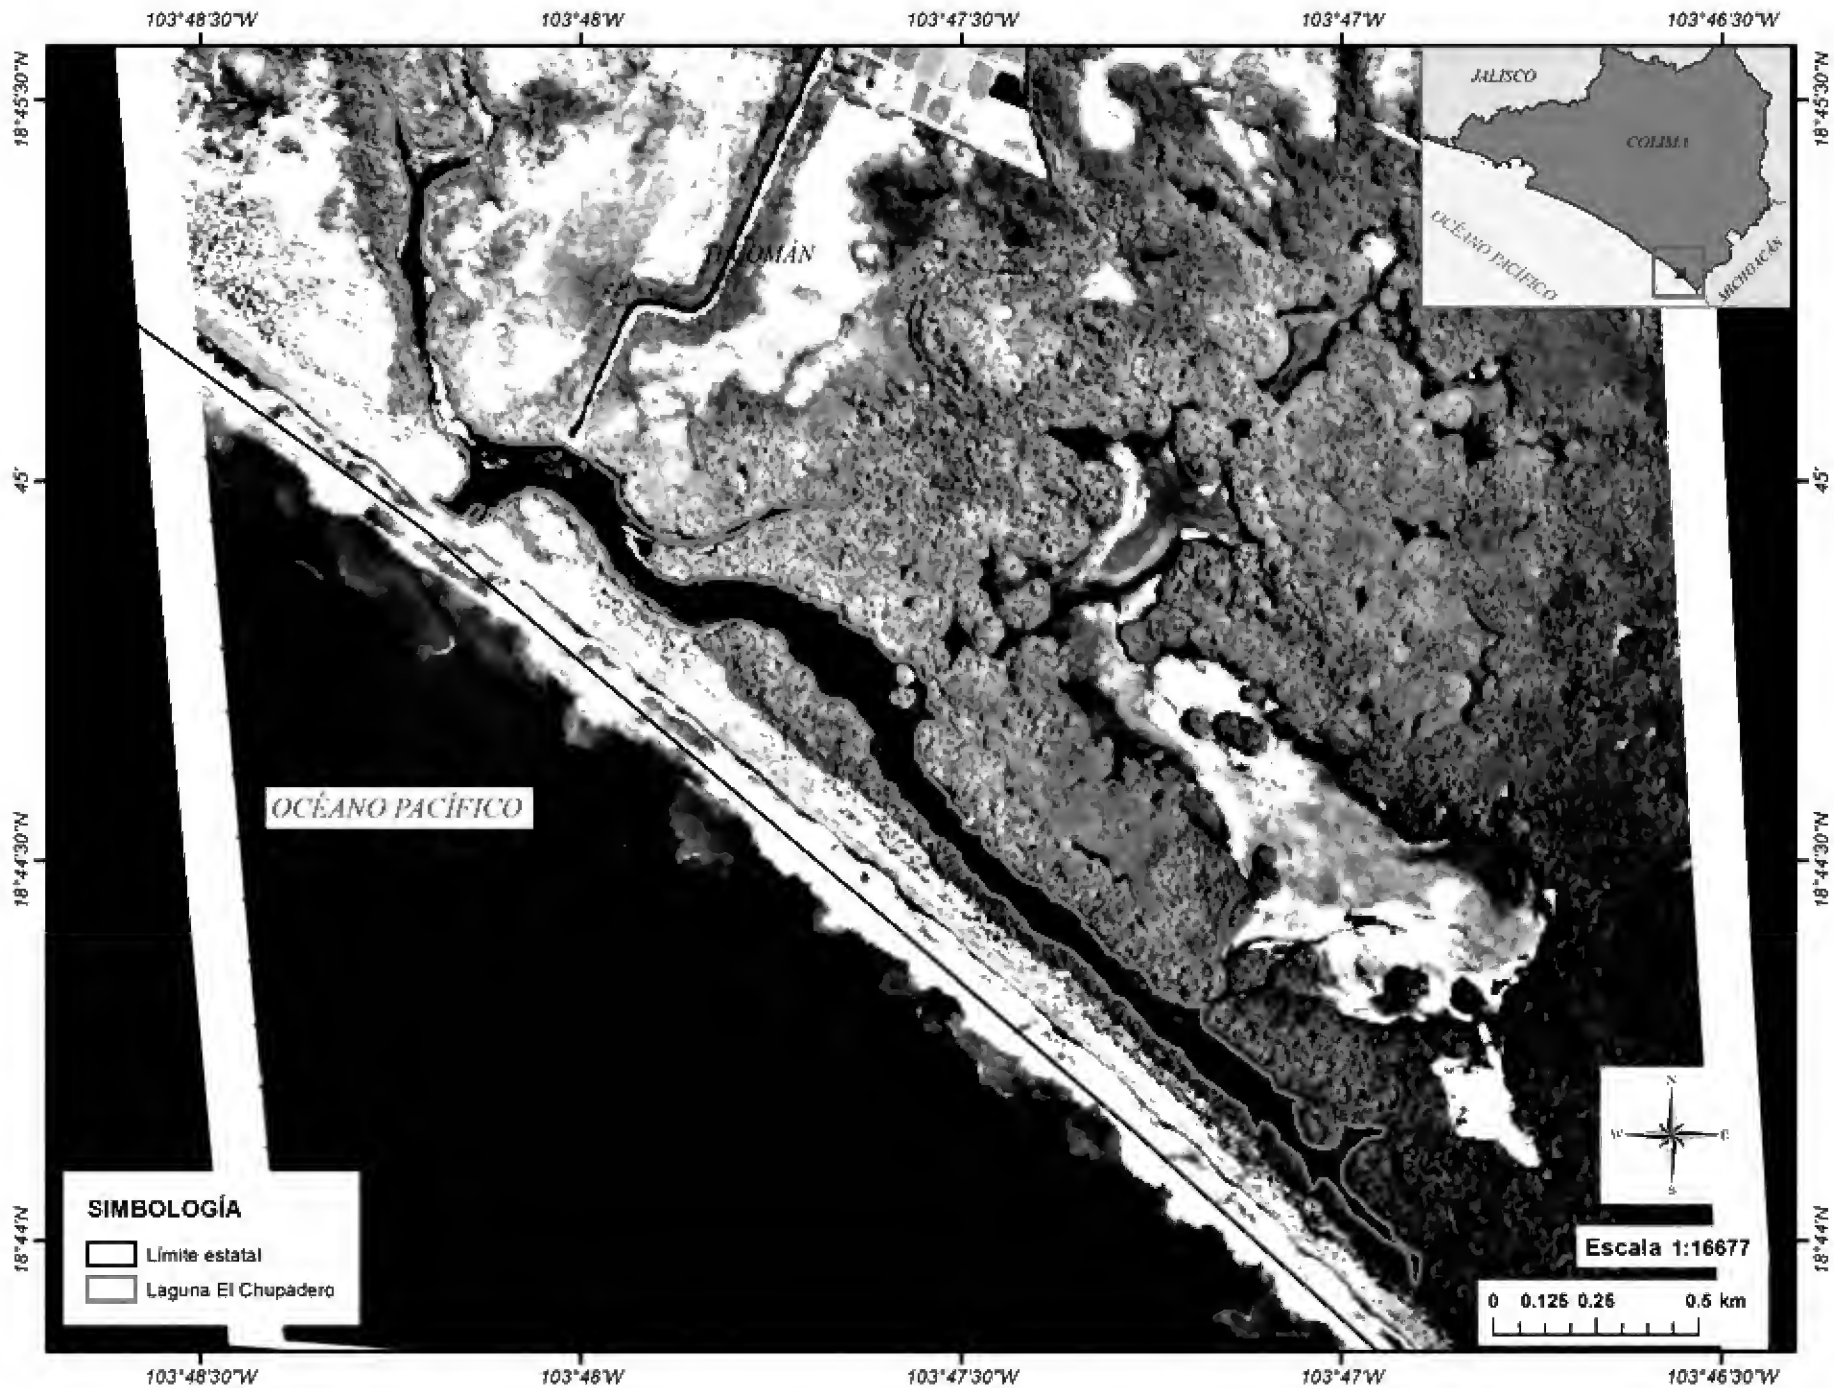 103°48'30"W 103°48'W 103°47'30"W 103°47'W 103°46'30"W
18°45'30"N
18°45'30"N
JALISCO
COLIMA
OCÉANO PACÍFICO
45'
45'
OCÉANO PACÍFICO
18°44'30"N
18°44'30"N
N
W E
S
SIMBOLOGÍA
Límite estatal
Laguna El Chupadero
18°44'N
18°44'N
Escala 1:16677
0 0.125 0.25 0.5 km
103°48'30"W 103°48'W 103°47'30"W 103°47'W 103°46'30"W